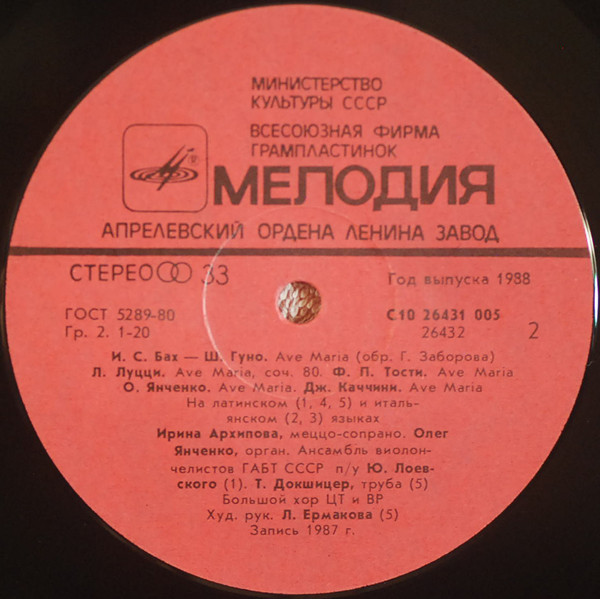 МИНИСТЕРСТВО
КУЛЬТУРЫ СССР
ВСЕСОЮЗНАЯ ФИРМА
ГРАМПЛАСТИНОК
МЕЛОДИЯ
АПРЕЛЕВСКИЙ ОРДЕНА ЛЕНИНА ЗАВОД
СТЕРЕО 33
Год выпуска 1988
ГОСТ 5289-80
С10 26431 005
Гр. 2. 1-20
26432
2
И. С. Бах — Ш. Гуно. Ave Maria (обр. Г. Заборова)
Л. Луцци. Ave Maria, соч. 80. Ф. П. Тости. Ave Maria
О. Янченко. Ave Maria. Дж. Каччини. Ave Maria
На латинском (1, 4, 5) и италь-
янском (2, 3) языках
Ирина Архипова, меццо-сопрано. Олег
Янченко, орган. Ансамбль виолон-
челистов ГАБТ СССР п/у Ю. Лоев-
ского (1). Т. Докшицер, труба (5)
Большой хор ЦТ и ВР
Худ. рук. Л. Ермакова (5)
Запись 1987 г.